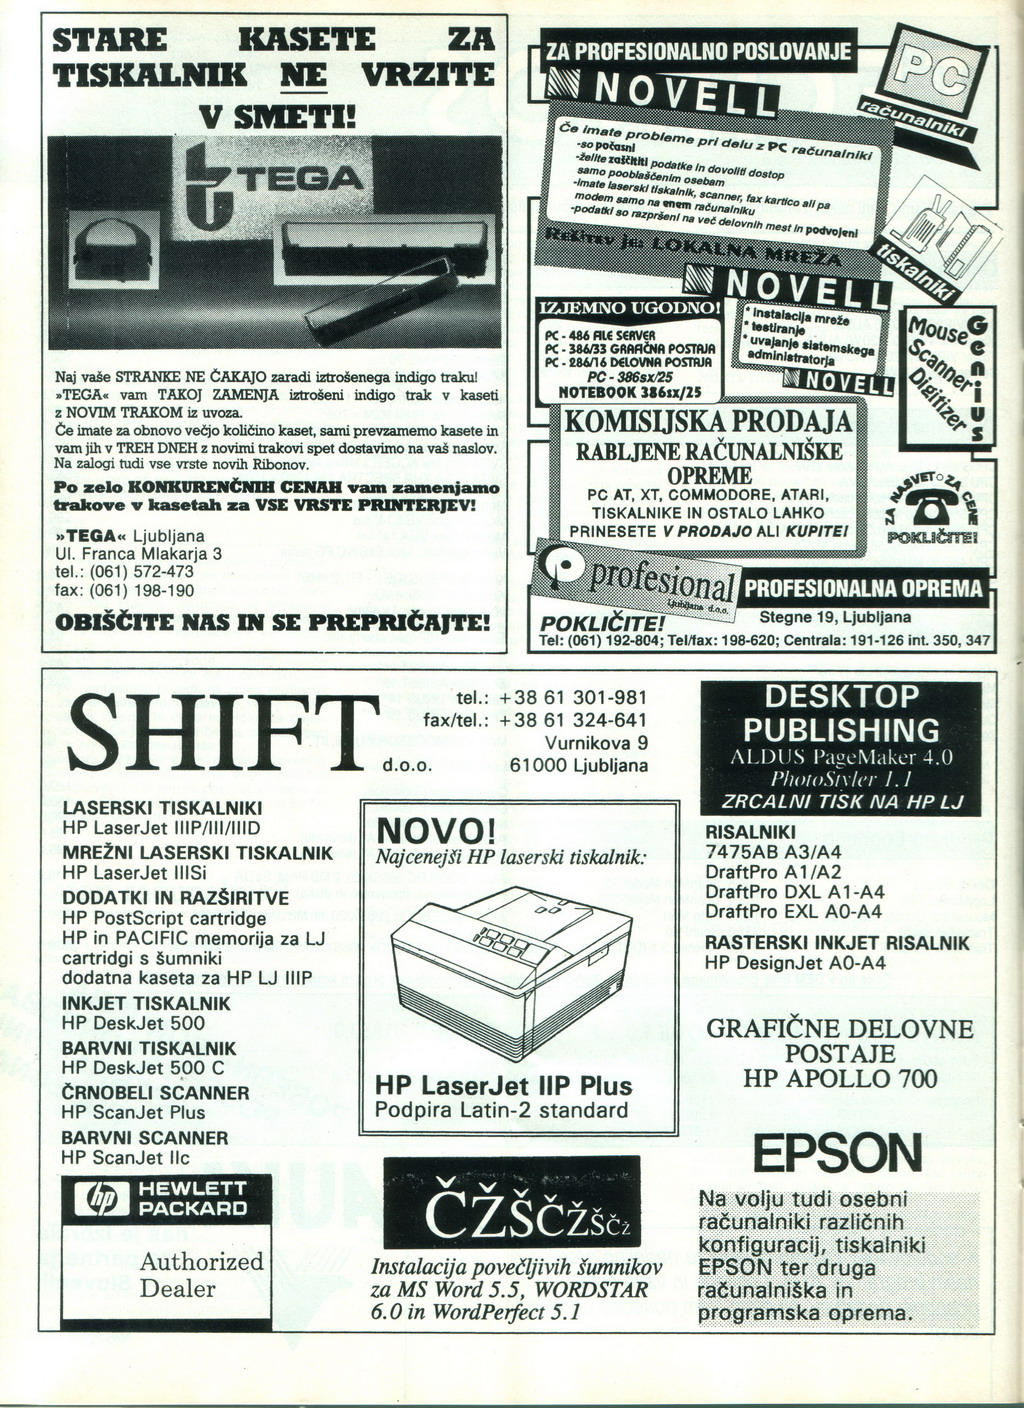 STARE KASETE ZA
TISKALNIK NE VRZITE
V SMETI!
TEGA
Naj vaše STRANKE NE ČAKAJO zaradi iztrošenega indigo traku!
»TEGA« vam TAKOJ ZAMENJA iztrošeni indigo trak v kaseti
z NOVIM TRAKOM iz uvoza.
Če imate za obnovo večjo količino kaset, sami prevzamemo kasete in
vam jih v TREH DNEH z novimi trakovi spet dostavimo na vaš naslov.
Na zalogi tudi vse vrste novih Ribonov.
Po zelo KONKURENČNIH CENAH vam zamenjamo
trakove v kasetah za VSE VRSTE PRINTERJEV!
»TEGA« Ljubljana
Ul. Franca Mlakarja 3
tel.: (061) 572-473
fax: (061) 198-190
OBIŠČITE NAS IN SE PREPRIČAJTE!
ZA PROFESIONALNO POSLOVANJE
NOVELL
Če imate probleme pri delu z PC računalniki
-so počasni
-želite zaščititi podatke in dovoliti dostop
samo pooblaščenim osebam
-imate laserski tiskalnik, scanner, fax kartico ali pa
modem samo na enem računalniku
-podatki so razpršeni na več delovnih mest in podvojeni
Rešitev je: LOKALNA MREŽA
NOVELL
* instalacija mreže
* testiranje
* uvajanje sistemskega
administratorja
NOVELL
PC
računalniki
tiskalniki
Genius
Mouse
Scanner
Digitizer
IZJEMNO UGODNO!
PC - 486 FILE SERVER
PC - 386/33 GRAFIČNA POSTAJA
PC - 286/16 DELOVNA POSTAJA
PC - 386sx/25
NOTEBOOK 386sx/25
KOMISIJSKA PRODAJA
RABLJENE RAČUNALNIŠKE
OPREME
PC AT, XT, COMMODORE, ATARI,
TISKALNIKE IN OSTALO LAHKO
PRINESETE V PRODAJO ALI KUPITE!
ZA NASVET O ZA CENE
POKLIČITE!
profesional
Ljubljana d.o.o.
PROFESIONALNA OPREMA
Stegne 19, Ljubljana
POKLIČITE!
Tel: (061) 192-804; Tel/fax: 198-620; Centrala: 191-126 int. 350, 347
SHIFT d.o.o.
tel.: +38 61 301-981
fax/tel.: +38 61 324-641
Vurnikova 9
61000 Ljubljana
LASERSKI TISKALNIKI
HP LaserJet IIIP/III/IIID
MREŽNI LASERSKI TISKALNIK
HP LaserJet IIISi
DODATKI IN RAZŠIRITVE
HP PostScript cartridge
HP in PACIFIC memorija za LJ
cartridgi s šumniki
dodatna kaseta za HP LJ IIIP
INKJET TISKALNIK
HP DeskJet 500
BARVNI TISKALNIK
HP DeskJet 500 C
ČRNOBELI SCANNER
HP ScanJet Plus
BARVNI SCANNER
HP ScanJet IIc
hp HEWLETT
PACKARD
Authorized
Dealer
NOVO!
Najcenejši HP laserski tiskalnik:
HP LaserJet IIP Plus
Podpira Latin-2 standard
ČŽŠČŽŠČŽ
Instalacija povečljivih šumnikov
za MS Word 5.5, WORDSTAR
6.0 in WordPerfect 5.1
DESKTOP
PUBLISHING
ALDUS PageMaker 4.0
PhotoStyler 1.1
ZRCALNI TISK NA HP LJ
RISALNIKI
7475AB A3/A4
DraftPro A1/A2
DraftPro DXL A1-A4
DraftPro EXL A0-A4
RASTERSKI INKJET RISALNIK
HP DesignJet A0-A4
GRAFIČNE DELOVNE
POSTAJE
HP APOLLO 700
EPSON
Na voljo tudi osebni
računalniki različnih
konfiguracij, tiskalniki
EPSON ter druga
računalniška in
programska oprema.